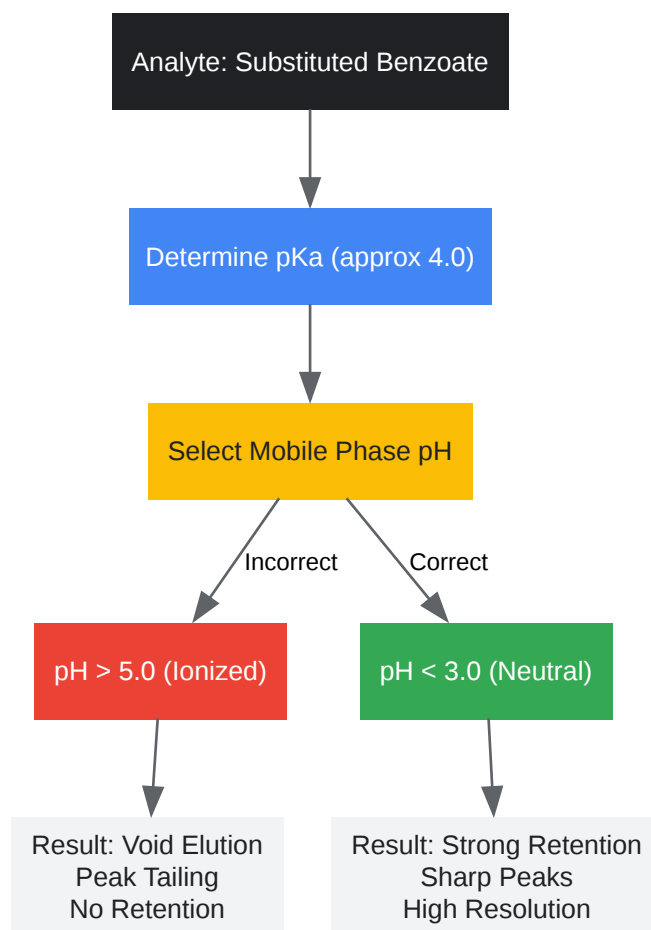 Analyte: Substituted Benzoate
Determine pKa (approx 4.0)
Select Mobile Phase pH
Incorrect
Correct
pH > 5.0 (Ionized)
pH < 3.0 (Neutral)
Result: Void Elution
Peak Tailing
No Retention
Result: Strong Retention
Sharp Peaks
High Resolution